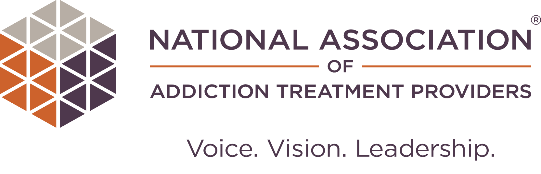 NATIONAL ASSOCIATION®
OF
ADDICTION TREATMENT PROVIDERS
Voice. Vision. Leadership.